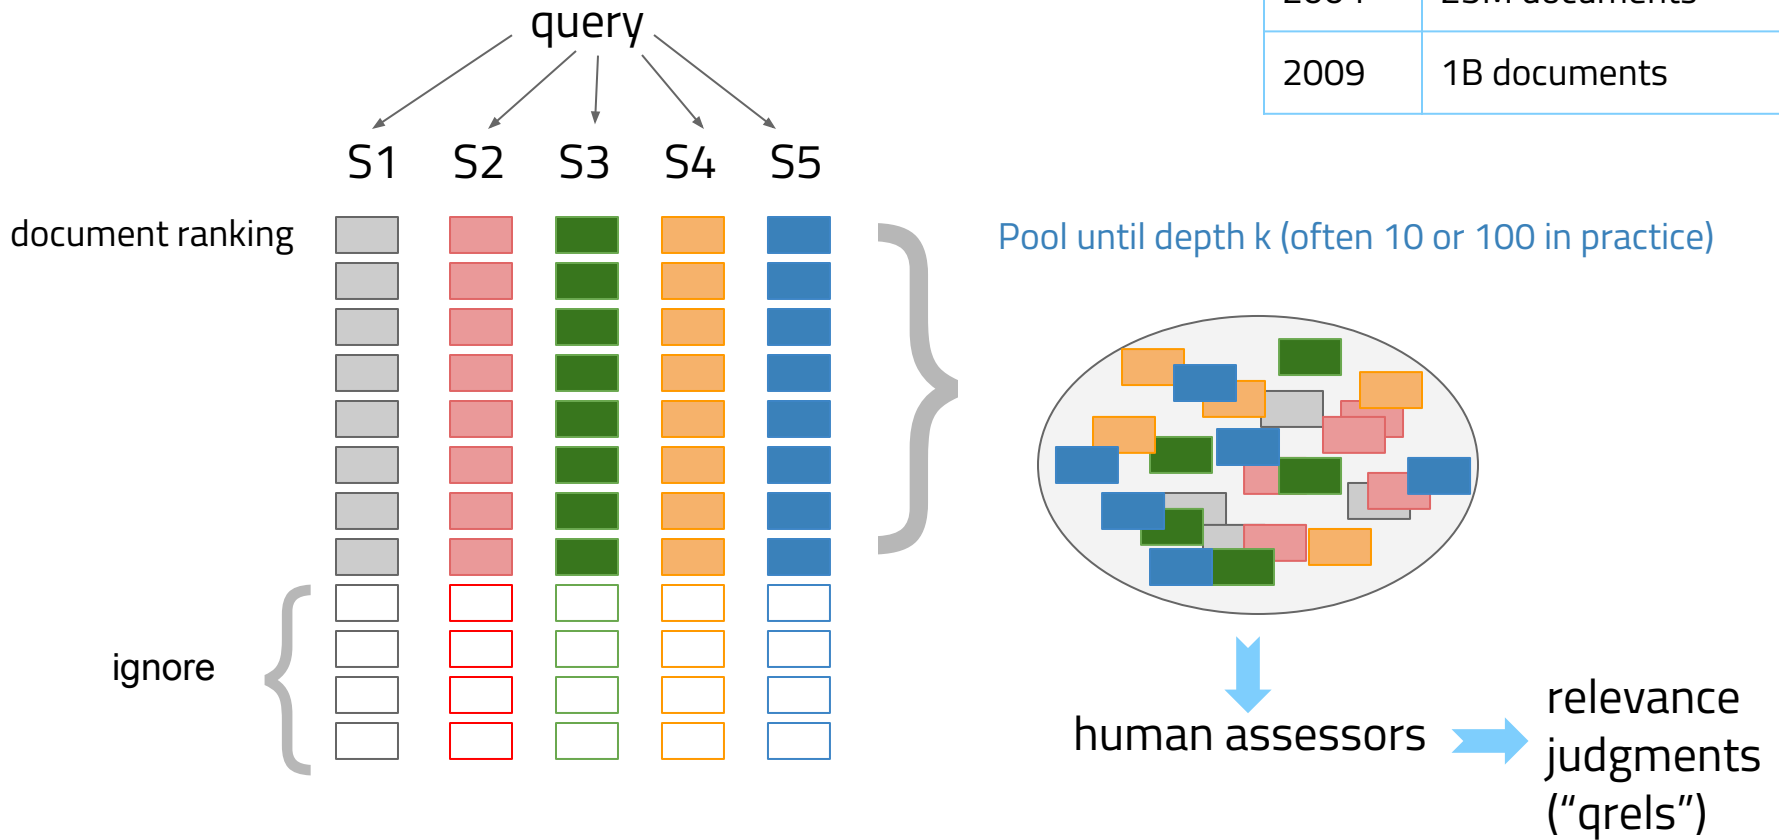 query
2009 1B documents
S1 S2 S3 S4 S5
document ranking
Pool until depth k (often 10 or 100 in practice)
ignore
human assessors
relevance
judgments
(“qrels”)